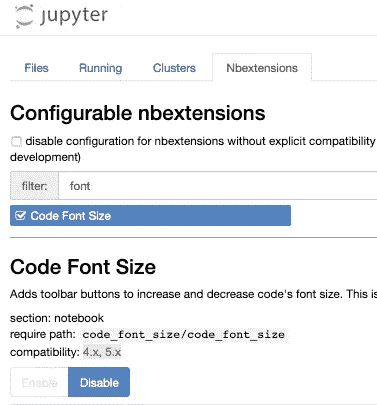 jupyter
Files Running Clusters Nbextensions
Configurable nbextensions
disable configuration for nbextensions without explicit compatibility
development)
filter: font
Code Font Size
Code Font Size
Adds toolbar buttons to increase and decrease code's font size. This is
section: notebook
require path: code_font_size/code_font_size
compatibility: 4.x, 5.x
Enable Disable